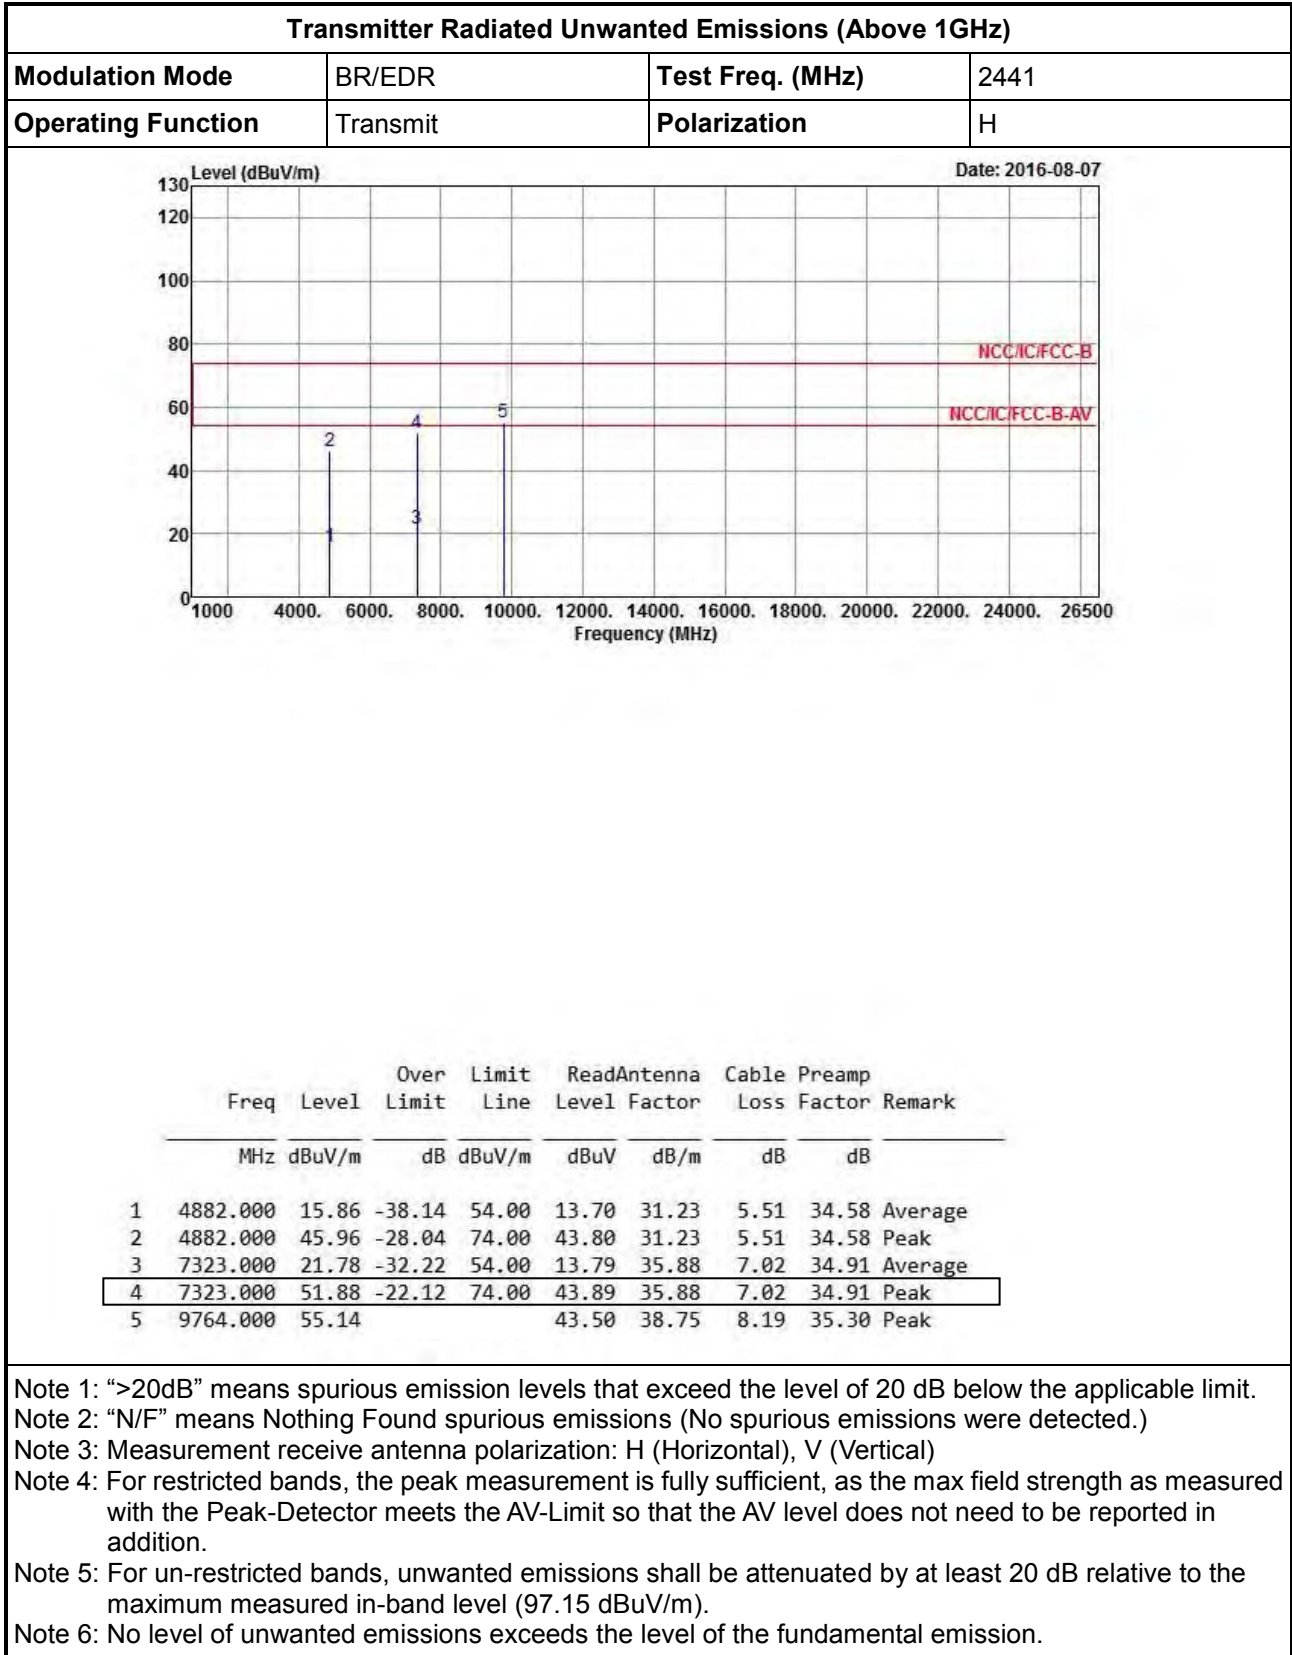 Transmitter Radiated Unwanted Emissions (Above 1GHz)
Modulation Mode BR/EDR Test Freq. (MHz) 2441
Operating Function Transmit Polarization H
Level (dBuV/m) Date: 2016-08-07
130
120
100
80
NCC/IC/FCC-B
60
NCC/IC/FCC-B-AV
5
4
2
40
3
20
1
0
1000 4000. 6000. 8000. 10000. 12000. 14000. 16000. 18000. 20000. 22000. 24000. 26500
Frequency (MHz)
Over Limit ReadAntenna Cable Preamp
Freq Level Limit Line Level Factor Loss Factor Remark
MHz dBuV/m dB dBuV/m dBuV dB/m dB dB
1 4882.000 15.86 -38.14 54.00 13.70 31.23 5.51 34.58 Average
2 4882.000 45.96 -28.04 74.00 43.80 31.23 5.51 34.58 Peak
3 7323.000 21.78 -32.22 54.00 13.79 35.88 7.02 34.91 Average
4 7323.000 51.88 -22.12 74.00 43.89 35.88 7.02 34.91 Peak
5 9764.000 55.14 43.50 38.75 8.19 35.30 Peak
Note 1: “>20dB” means spurious emission levels that exceed the level of 20 dB below the applicable limit.
Note 2: “N/F” means Nothing Found spurious emissions (No spurious emissions were detected.)
Note 3: Measurement receive antenna polarization: H (Horizontal), V (Vertical)
Note 4: For restricted bands, the peak measurement is fully sufficient, as the max field strength as measured
with the Peak-Detector meets the AV-Limit so that the AV level does not need to be reported in
addition.
Note 5: For un-restricted bands, unwanted emissions shall be attenuated by at least 20 dB relative to the
maximum measured in-band level (97.15 dBuV/m).
Note 6: No level of unwanted emissions exceeds the level of the fundamental emission.